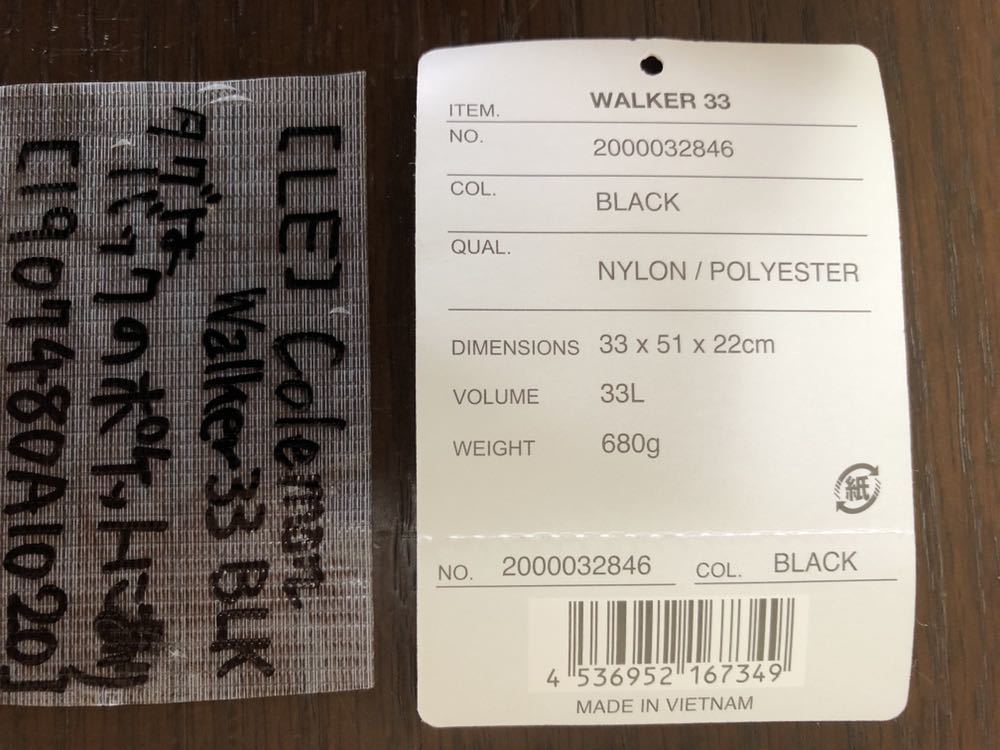 [LE] Coleman.
Walker 33 BLK
タグは
バッグのポケットに
[1907480A1020]
ITEM. WALKER 33
NO. 2000032846
COL. BLACK
QUAL. NYLON / POLYESTER
DIMENSIONS 33 x 51 x 22cm
VOLUME 33L
WEIGHT 680g
紙
NO. 2000032846 COL. BLACK
4 536952 167349
MADE IN VIETNAM